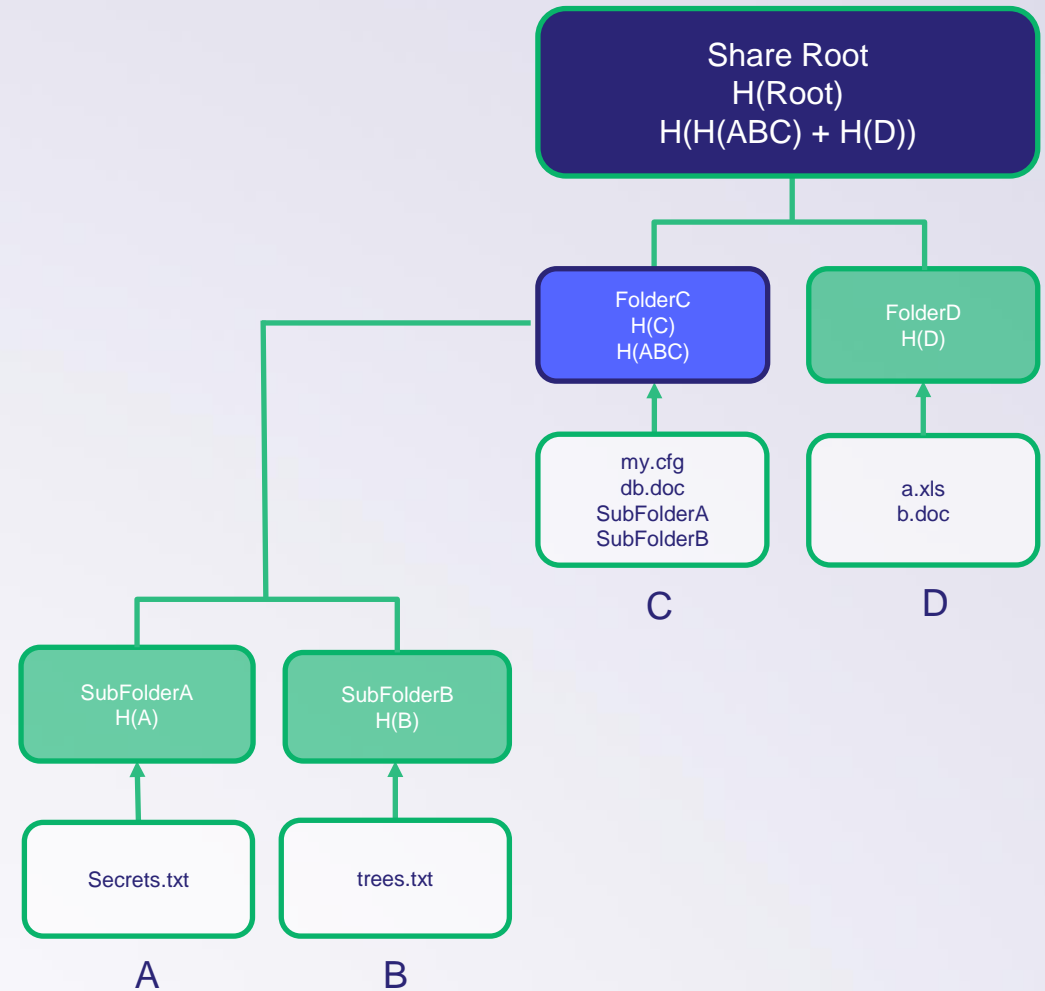 Share Root
H(Root)
H(H(ABC) + H(D))
FolderC
H(C)
H(ABC)
FolderD
H(D)
my.cfg
db.doc
SubFolderA
SubFolderB
a.xls
b.doc
C
D
SubFolderA
H(A)
SubFolderB
H(B)
Secrets.txt
trees.txt
A
B